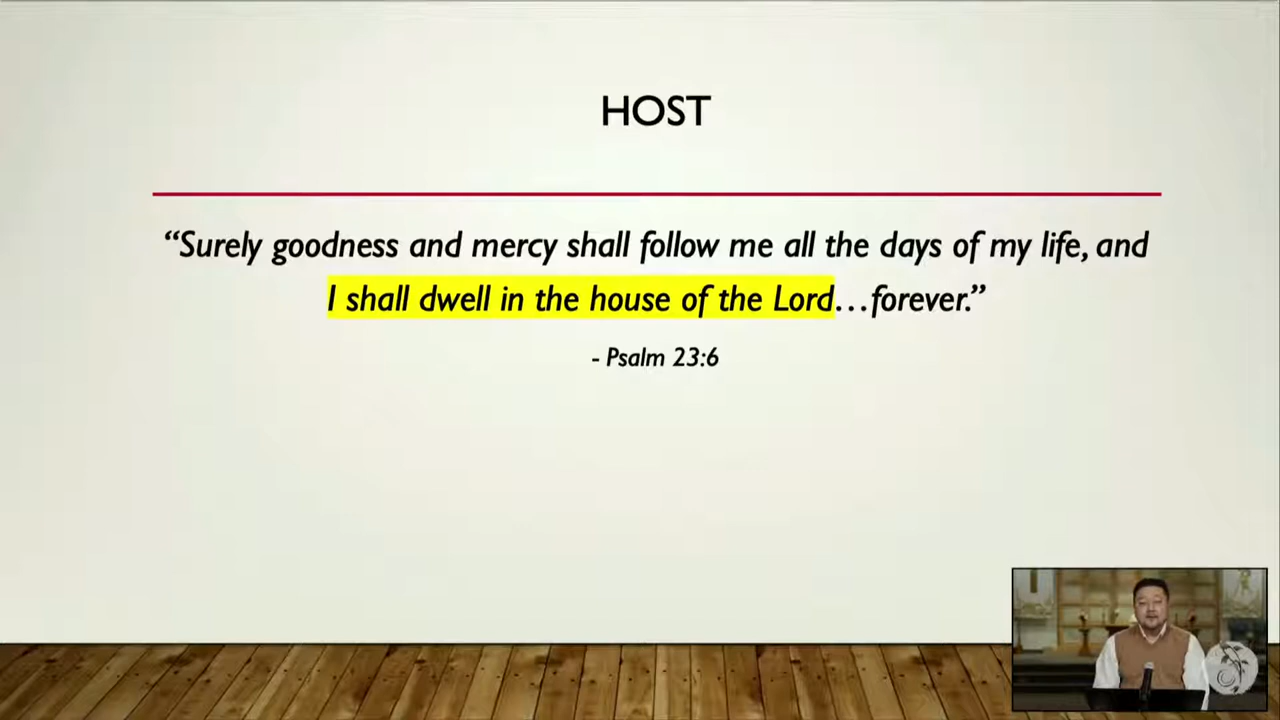 HOST
“Surely goodness and mercy shall follow me all the days of my life, and
I shall dwell in the house of the Lord…forever.”
- Psalm 23:6